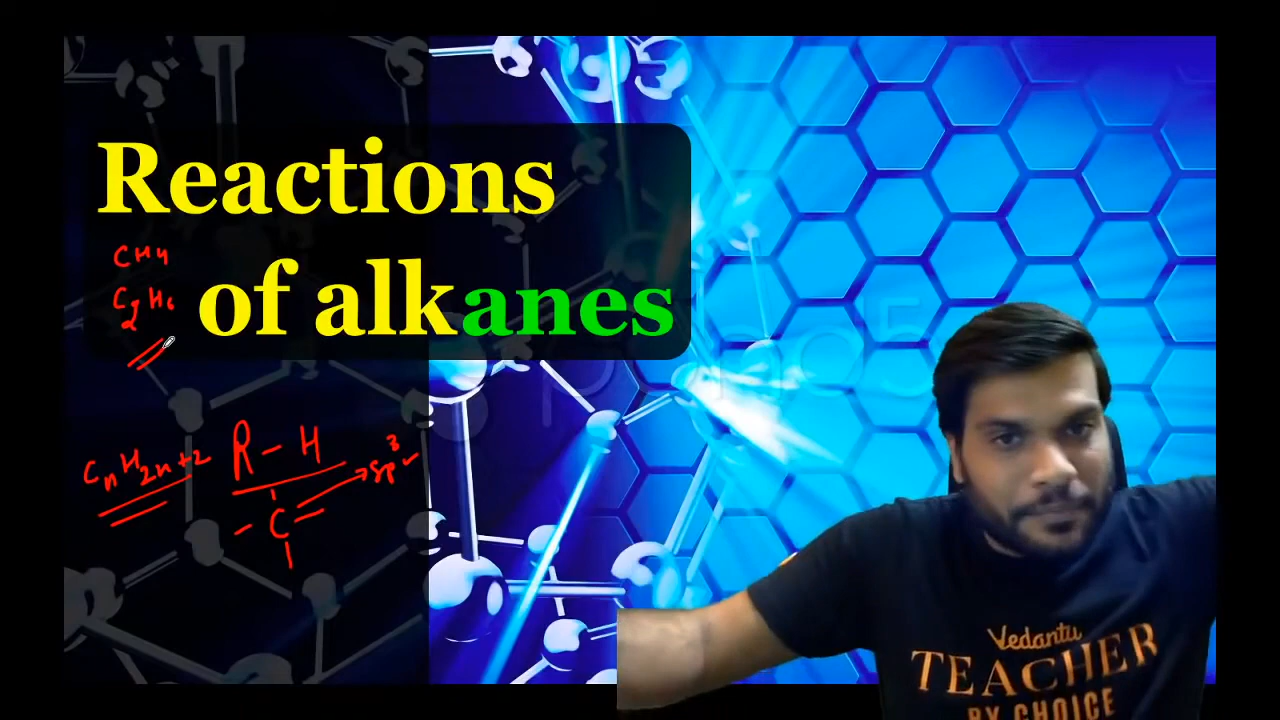 Reactions
of alkanes
CH4
C2H6
CnH2n+2
R-H
sp3
-C
Vedantu
TEACHER
BY CHOICE